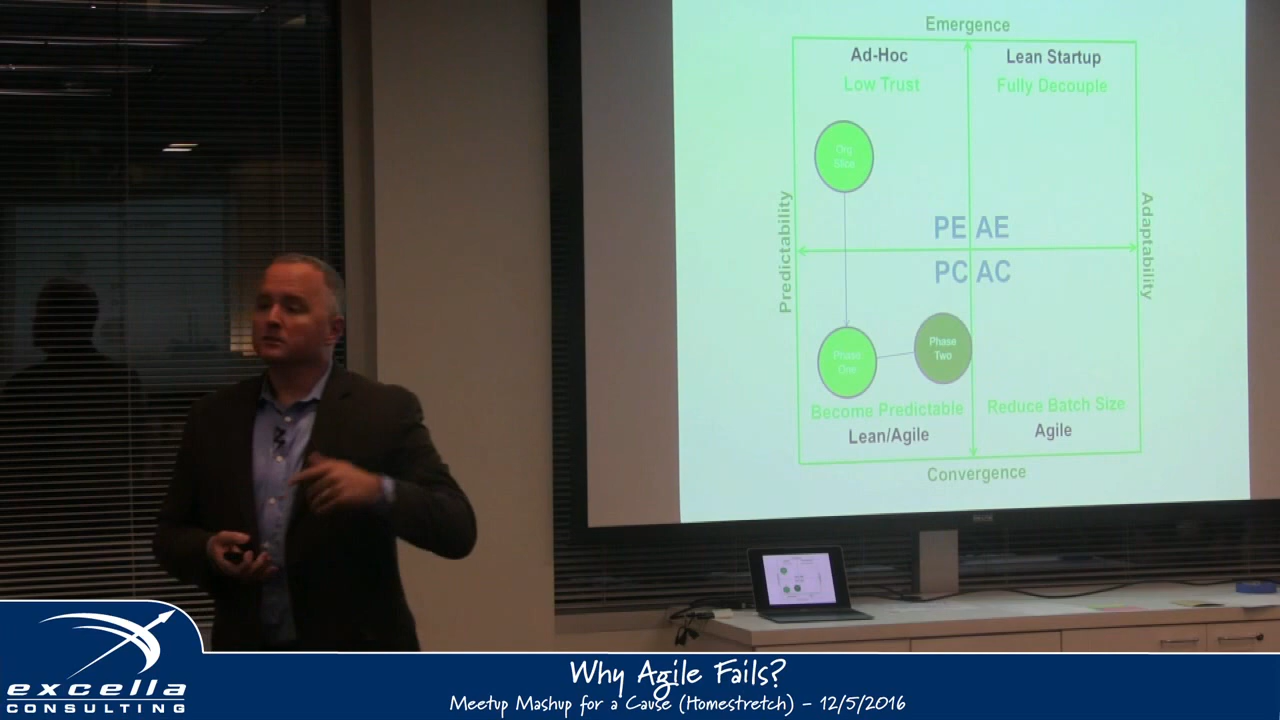 Emergence
Ad-Hoc
Low Trust
Lean Startup
Fully Decouple
Org
Slice
Predictability
Adaptability
PE AE
PC AC
Phase
One
Phase
Two
Become Predictable
Lean/Agile
Reduce Batch Size
Agile
Convergence
excella
CONSULTING
Why Agile Fails?
Meetup Mashup for a Cause (Homestretch) - 12/5/2016